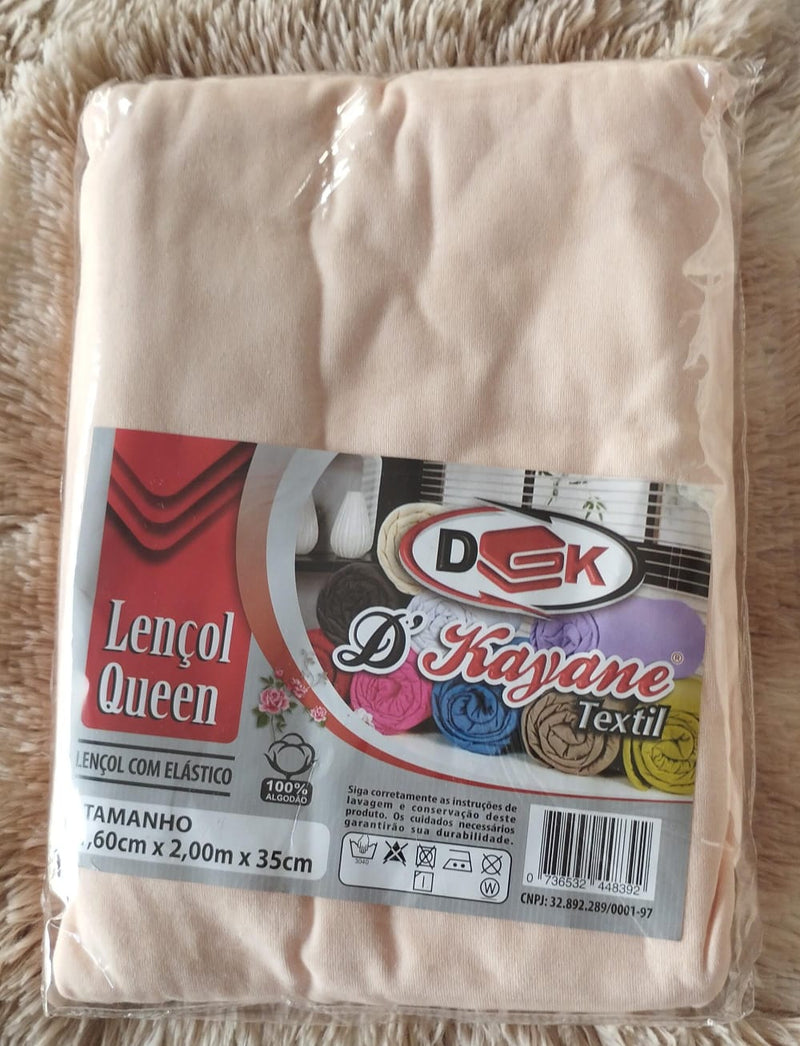 D K
D' Kayane ®
Textil
Lençol
Queen
LENÇOL COM ELÁSTICO
100%
ALGODÃO
TAMANHO
,60cm x 2,00m x 35cm
Siga corretamente as instruções de
lavagem e conservação deste
produto. Os cuidados necessários
garantirão sua durabilidade.
3040
W
0 736532 448392
CNPJ: 32.892.289/0001-97